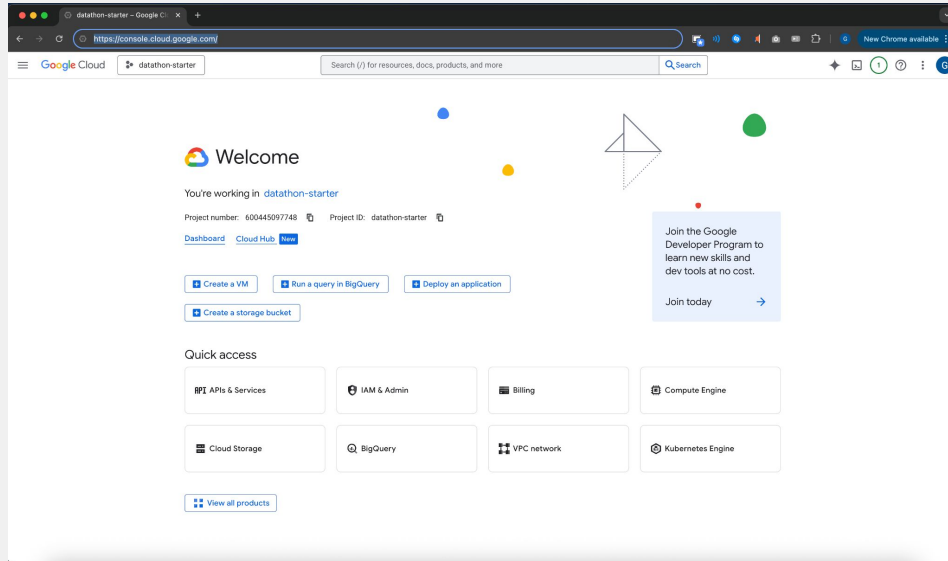 datathon-starter – Google Cl
https://console.cloud.google.com/
G
New Chrome available
Google Cloud
datathon-starter
Search (/) for resources, docs, products, and more
Search
1
G
Welcome
You're working in datathon-starter
Project number: 600445097748
Project ID: datathon-starter
Dashboard
Cloud Hub New
Create a VM
Run a query in BigQuery
Deploy an application
Create a storage bucket
Join the Google
Developer Program to
learn new skills and
dev tools at no cost.
Join today
Quick access
API APIs & Services
IAM & Admin
Billing
Compute Engine
Cloud Storage
BigQuery
VPC network
Kubernetes Engine
View all products